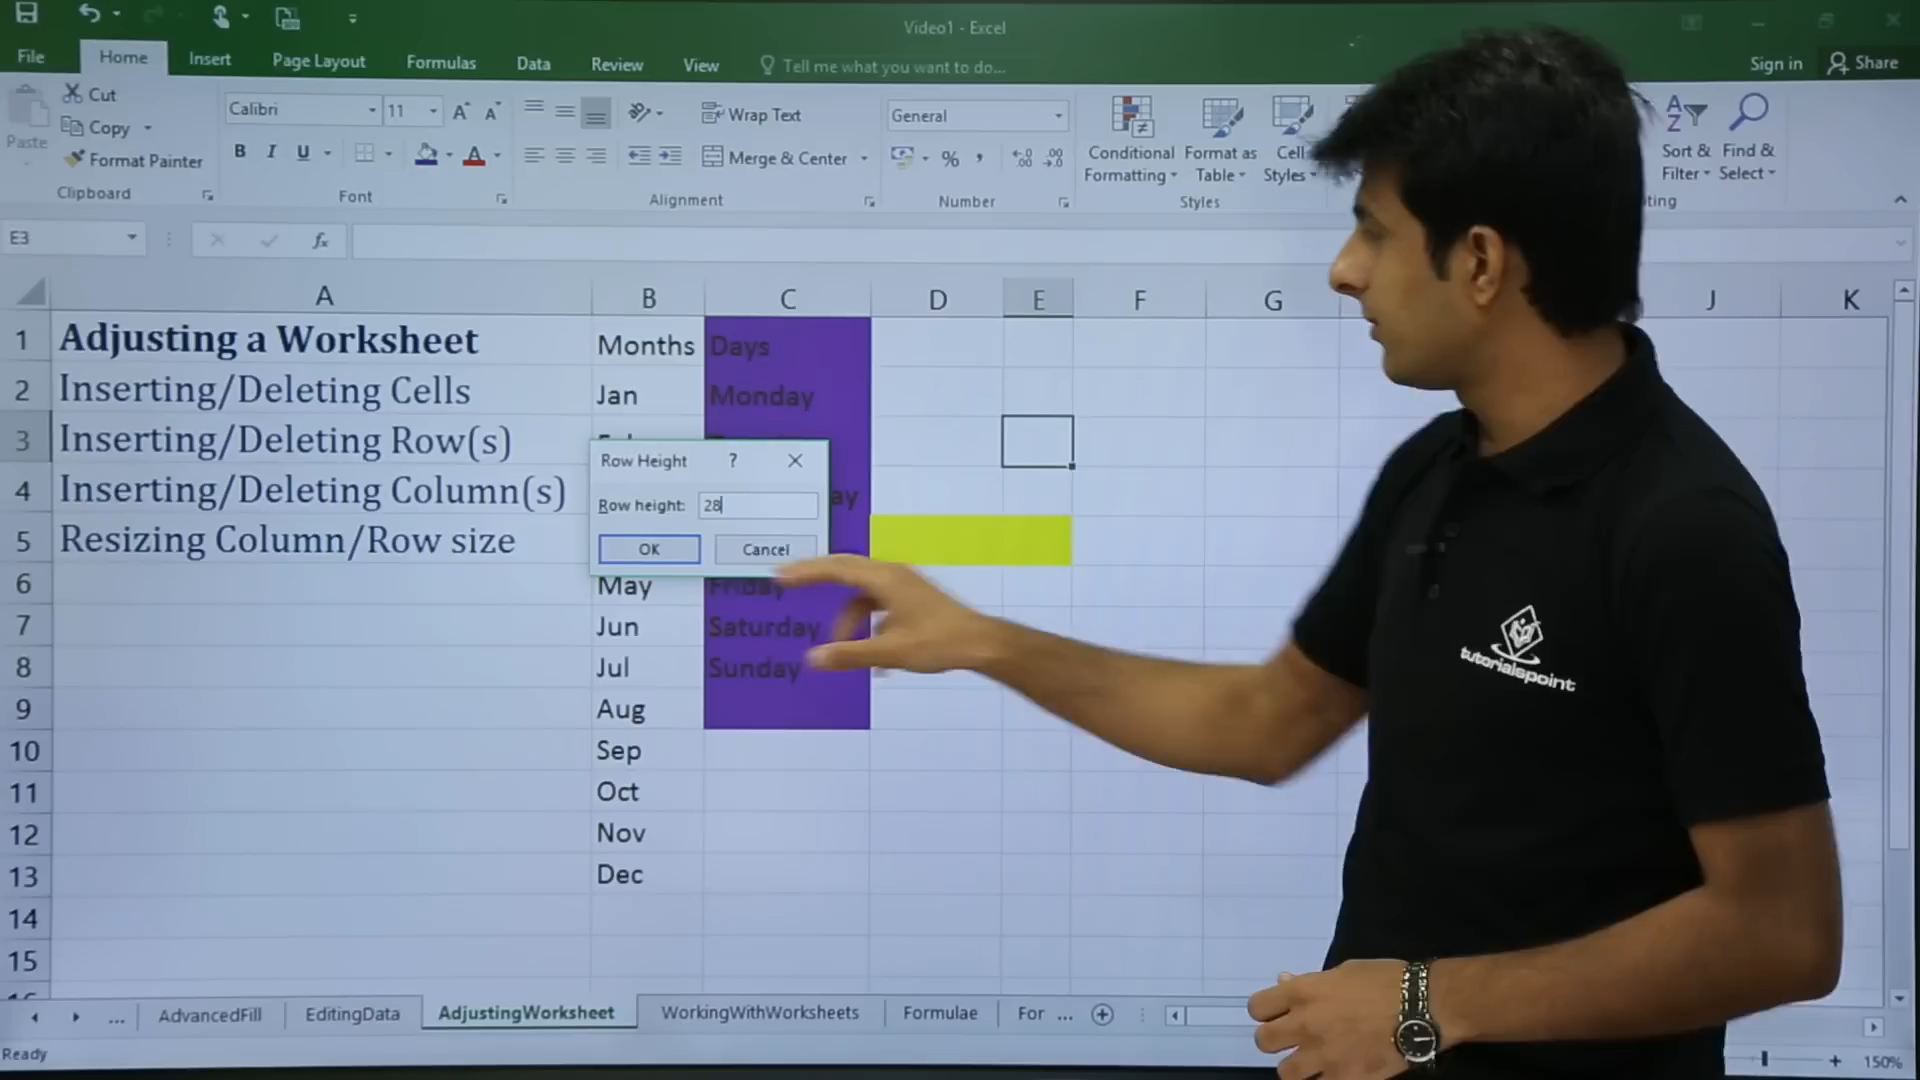 Video1 - Excel
File Home Insert Page Layout Formulas Data Review View Tell me what you want to do... Sign in Share
Paste Cut
Copy
Format Painter
Clipboard
Calibri 11
B I U
Font
Wrap Text
Merge & Center
Alignment
General
%
Number
Conditional Formatting
Format as Table
Cell Styles
Styles
Sort & Filter
Find & Select
E3 fx
A B C D E F G J K
1 Adjusting a Worksheet Months Days
2 Inserting/Deleting Cells Jan Monday
3 Inserting/Deleting Row(s)
4 Inserting/Deleting Column(s)
5 Resizing Column/Row size
Row Height ?
Row height: 28
OK Cancel
6 May Friday
7 Jun Saturday
8 Jul Sunday
9 Aug
10 Sep
11 Oct
12 Nov
13 Dec
14
15
tutorialspoint
... AdvancedFill EditingData AdjustingWorksheet WorkingWithWorksheets Formulae For ...
Ready 150%